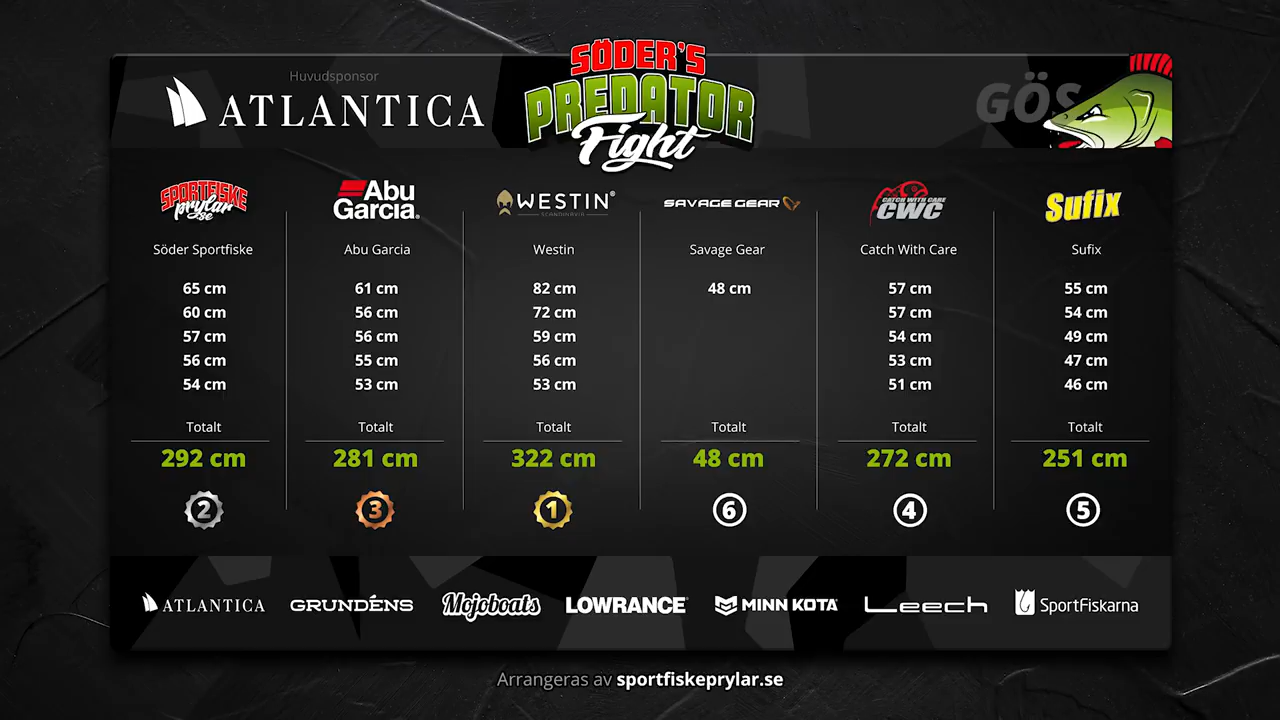 Huvudsponsor
ATLANTICA
SÖDER'S
PREDATOR
Fight
GÖS
SPORTFISKE
prylar
.se
Abu
Garcia®
WESTIN®
SCANDINAVIA
SAVAGE GEAR
CATCH WITH CARE
CWC
Sufix
Söder Sportfiske
Abu Garcia
Westin
Savage Gear
Catch With Care
Sufix
65 cm
60 cm
57 cm
56 cm
54 cm
Totalt
292 cm
2
61 cm
56 cm
56 cm
55 cm
53 cm
Totalt
281 cm
3
82 cm
72 cm
59 cm
56 cm
53 cm
Totalt
322 cm
1
48 cm
Totalt
48 cm
6
57 cm
57 cm
54 cm
53 cm
51 cm
Totalt
272 cm
4
55 cm
54 cm
49 cm
47 cm
46 cm
Totalt
251 cm
5
ATLANTICA
GRUNDÉNS
Mojoboats
LOWRANCE®
MINN KOTA
Leech
SportFiskarna
Arrangeras av sportfiskeprylar.se